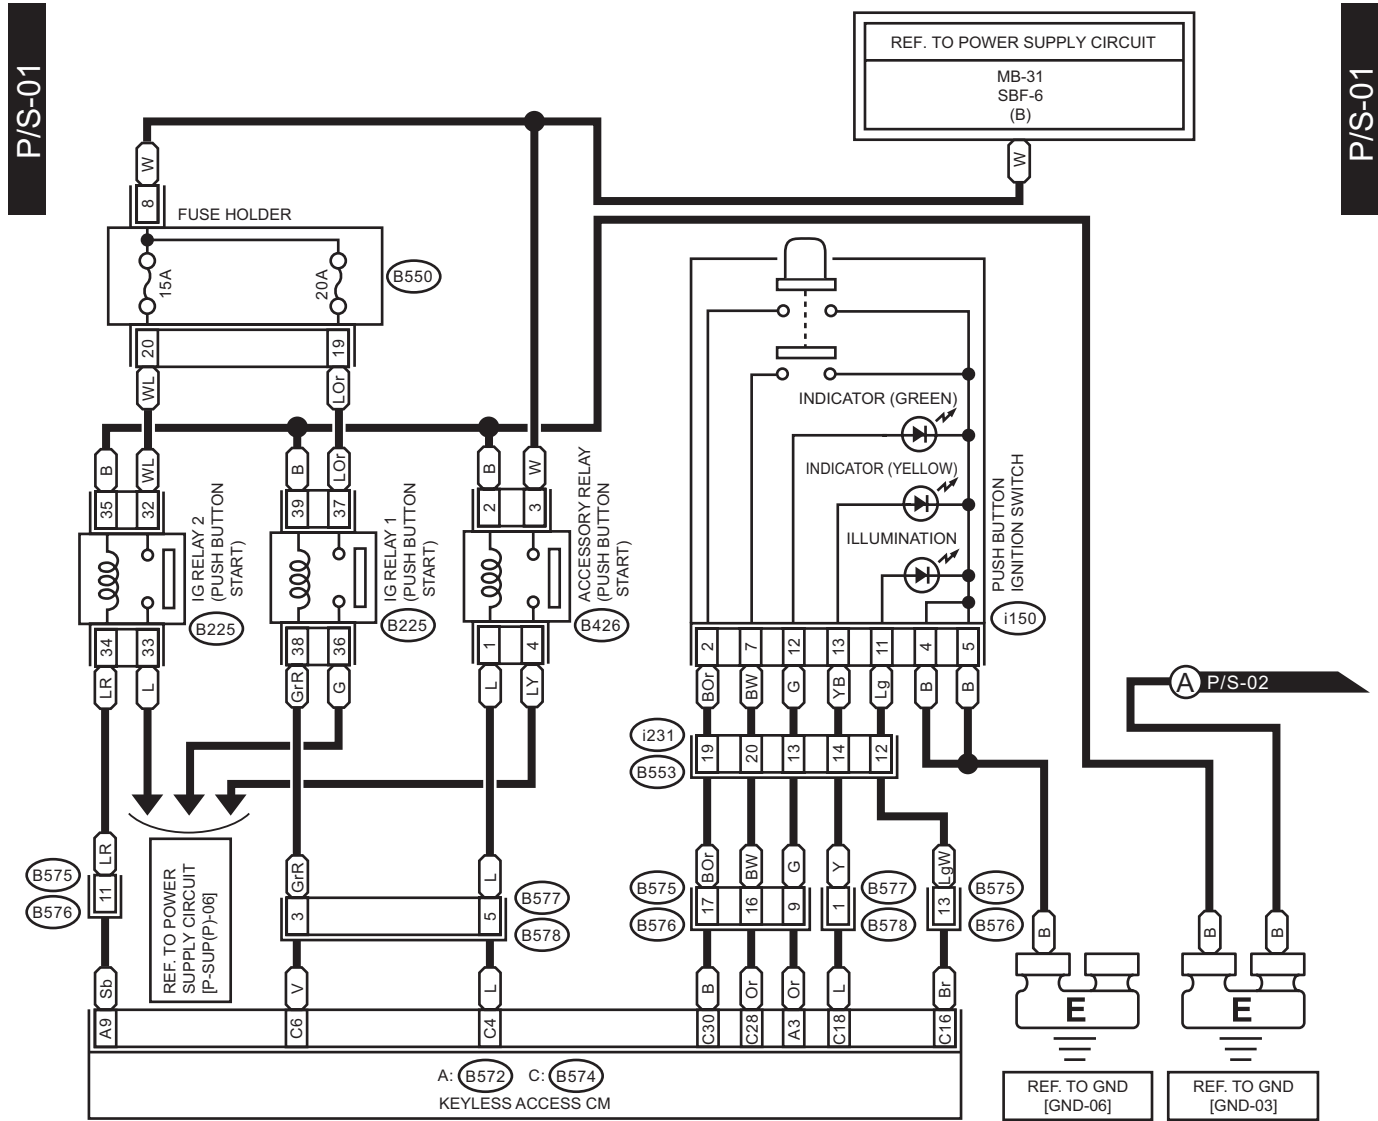 P/S-01
P/S-01
REF. TO POWER SUPPLY CIRCUIT
MB-31
SBF-6
(B)
W
W
8
FUSE HOLDER
15A
20A
B550
20
19
WL
LOr
B
WL
B
LOr
B
W
35
32
39
37
2
3
IG RELAY 2
(PUSH BUTTON
START)
B225
IG RELAY 1
(PUSH BUTTON
START)
B225
ACCESSORY RELAY
(PUSH BUTTON
START)
B426
34
33
38
36
1
4
LR
L
GrR
G
L
LY
INDICATOR (GREEN)
INDICATOR (YELLOW)
ILLUMINATION
PUSH BUTTON
IGNITION SWITCH
i150
2
7
12
13
11
4
5
BOr
BW
G
YB
Lg
B
B
A
P/S-02
i231
B553
19
20
13
14
12
LR
B575
B576
11
REF. TO POWER
SUPPLY CIRCUIT
[P-SUP(P)-06]
GrR
L
3
5
B577
B578
BOr
BW
G
Y
LgW
B575
B576
17
16
9
1
B577
B578
13
B575
B576
B
B
B
Sb
V
L
B
Or
Or
L
Br
A9
C6
C4
C30
C28
A3
C18
C16
E
E
A:
B572
C:
B574
KEYLESS ACCESS CM
REF. TO GND
[GND-06]
REF. TO GND
[GND-03]